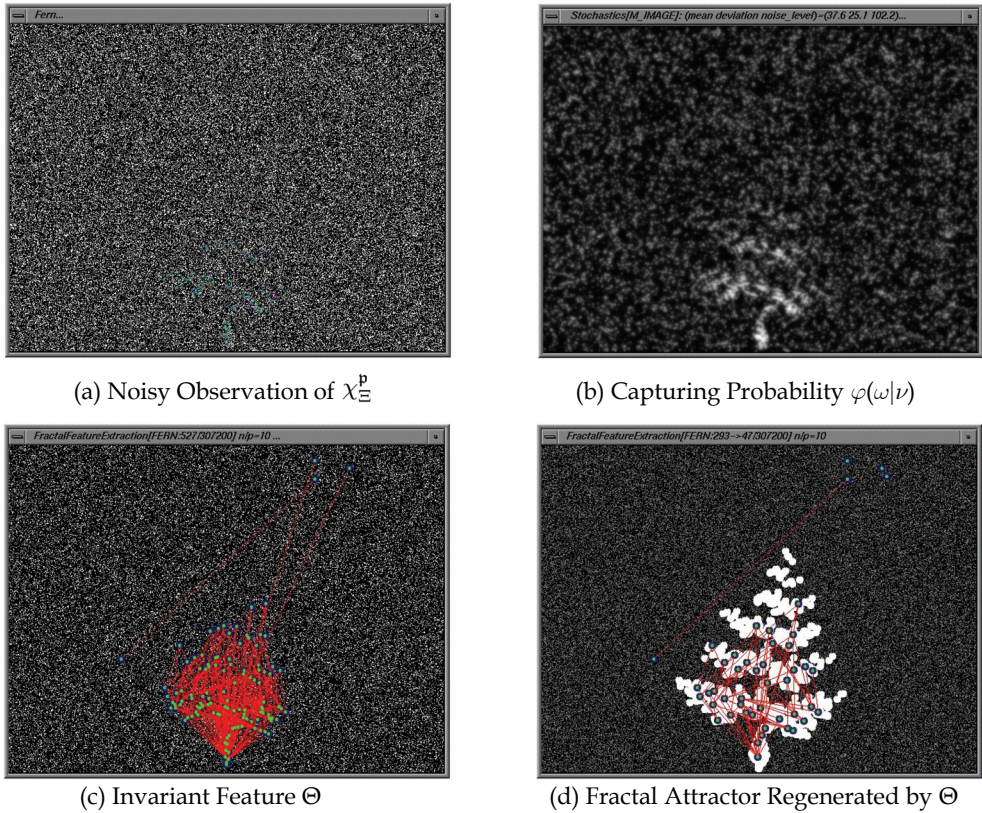 Fern...
Stochastics[M_IMAGE]: (mean deviation noise_level)=(37.6 25.1 102.2)...
(a) Noisy Observation of χ_Ξ^𝔭
(b) Capturing Probability φ(ω|ν)
FractalFeatureExtraction[FERN:527/307200] n/p=10 ...
FractalFeatureExtraction[FERN:293->47/307200] n/p=10
(c) Invariant Feature Θ
(d) Fractal Attractor Regenerated by Θ